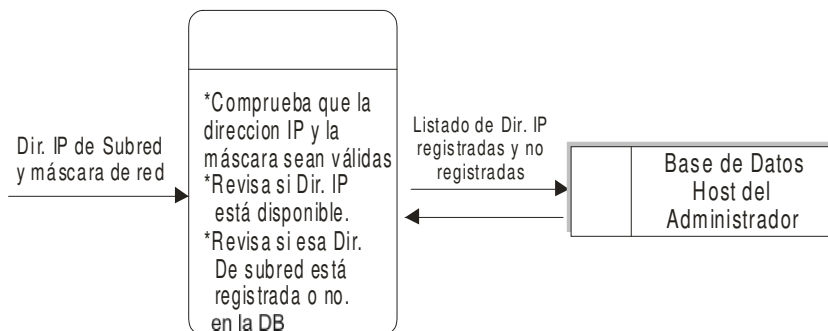 Dir. IP de Subred
y máscara de red
*Comprueba que la
direccion IP y la
máscara sean válidas
*Revisa si Dir. IP
está disponible.
*Revisa si esa Dir.
De subred está
registrada o no.
en la DB
Listado de Dir. IP
registradas y no
registradas
Base de Datos
Host del
Administrador